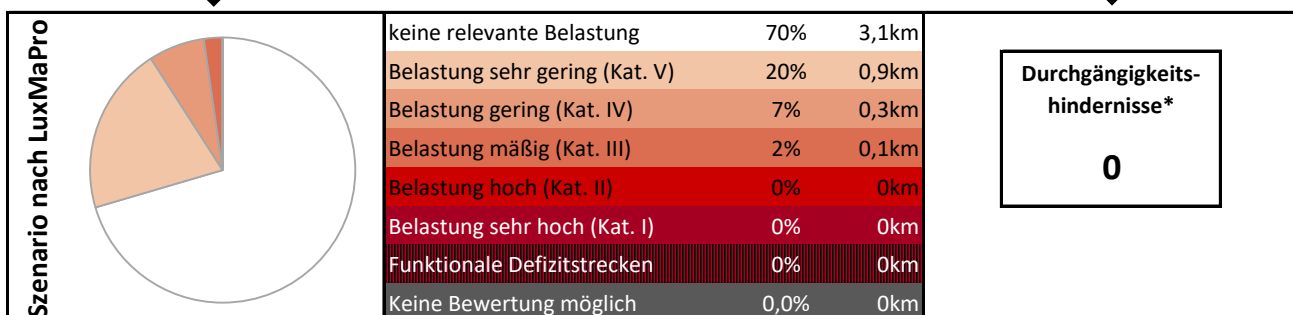 Szenario nach LuxMaPro
keine relevante Belastung 70% 3,1km
Belastung sehr gering (Kat. V) 20% 0,9km
Belastung gering (Kat. IV) 7% 0,3km
Belastung mäßig (Kat. III) 2% 0,1km
Belastung hoch (Kat. II) 0% 0km
Belastung sehr hoch (Kat. I) 0% 0km
Funktionale Defizitstrecken 0% 0km
Keine Bewertung möglich 0,0% 0km
Durchgängigkeits-
hindernisse*
0